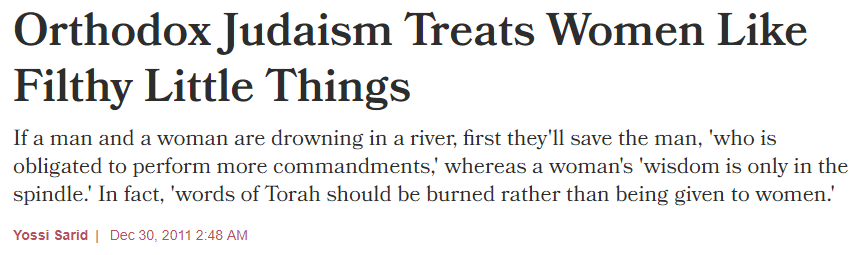 Orthodox Judaism Treats Women Like
Filthy Little Things
If a man and a woman are drowning in a river, first they'll save the man, 'who is
obligated to perform more commandments,' whereas a woman's 'wisdom is only in the
spindle.' In fact, 'words of Torah should be burned rather than being given to women.'
Yossi Sarid | Dec 30, 2011 2:48 AM